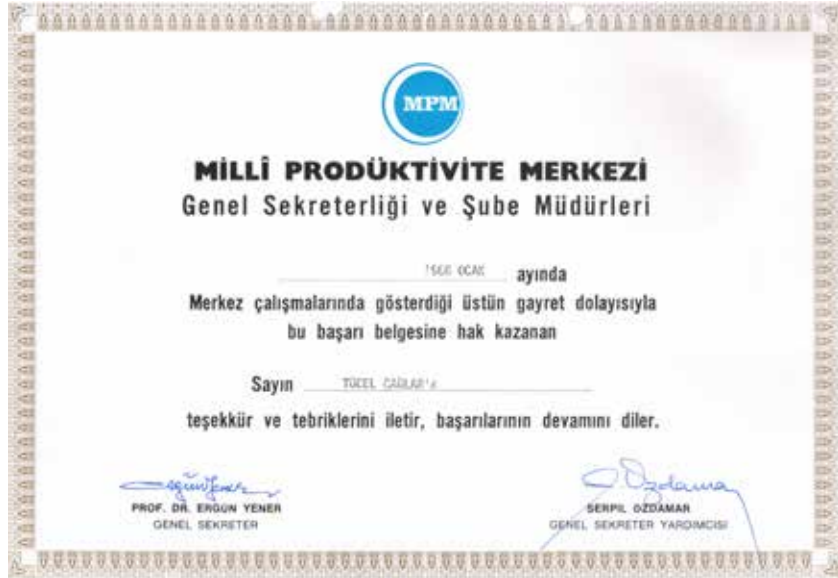 MPM
MİLLÎ PRODÜKTİVİTE MERKEZİ
Genel Sekreterliği ve Şube Müdürleri
OCAK ayında
Merkez çalışmalarında gösterdiği üstün gayret dolayısıyla
bu başarı belgesine hak kazanan
Sayın
teşekkür ve tebriklerini iletir, başarılarının devamını diler.
PROF. DR. ERGÜN YENER
GENEL SEKRETER
SERPİL ÖZDAMAR
GENEL SEKRETER YARDIMCISI